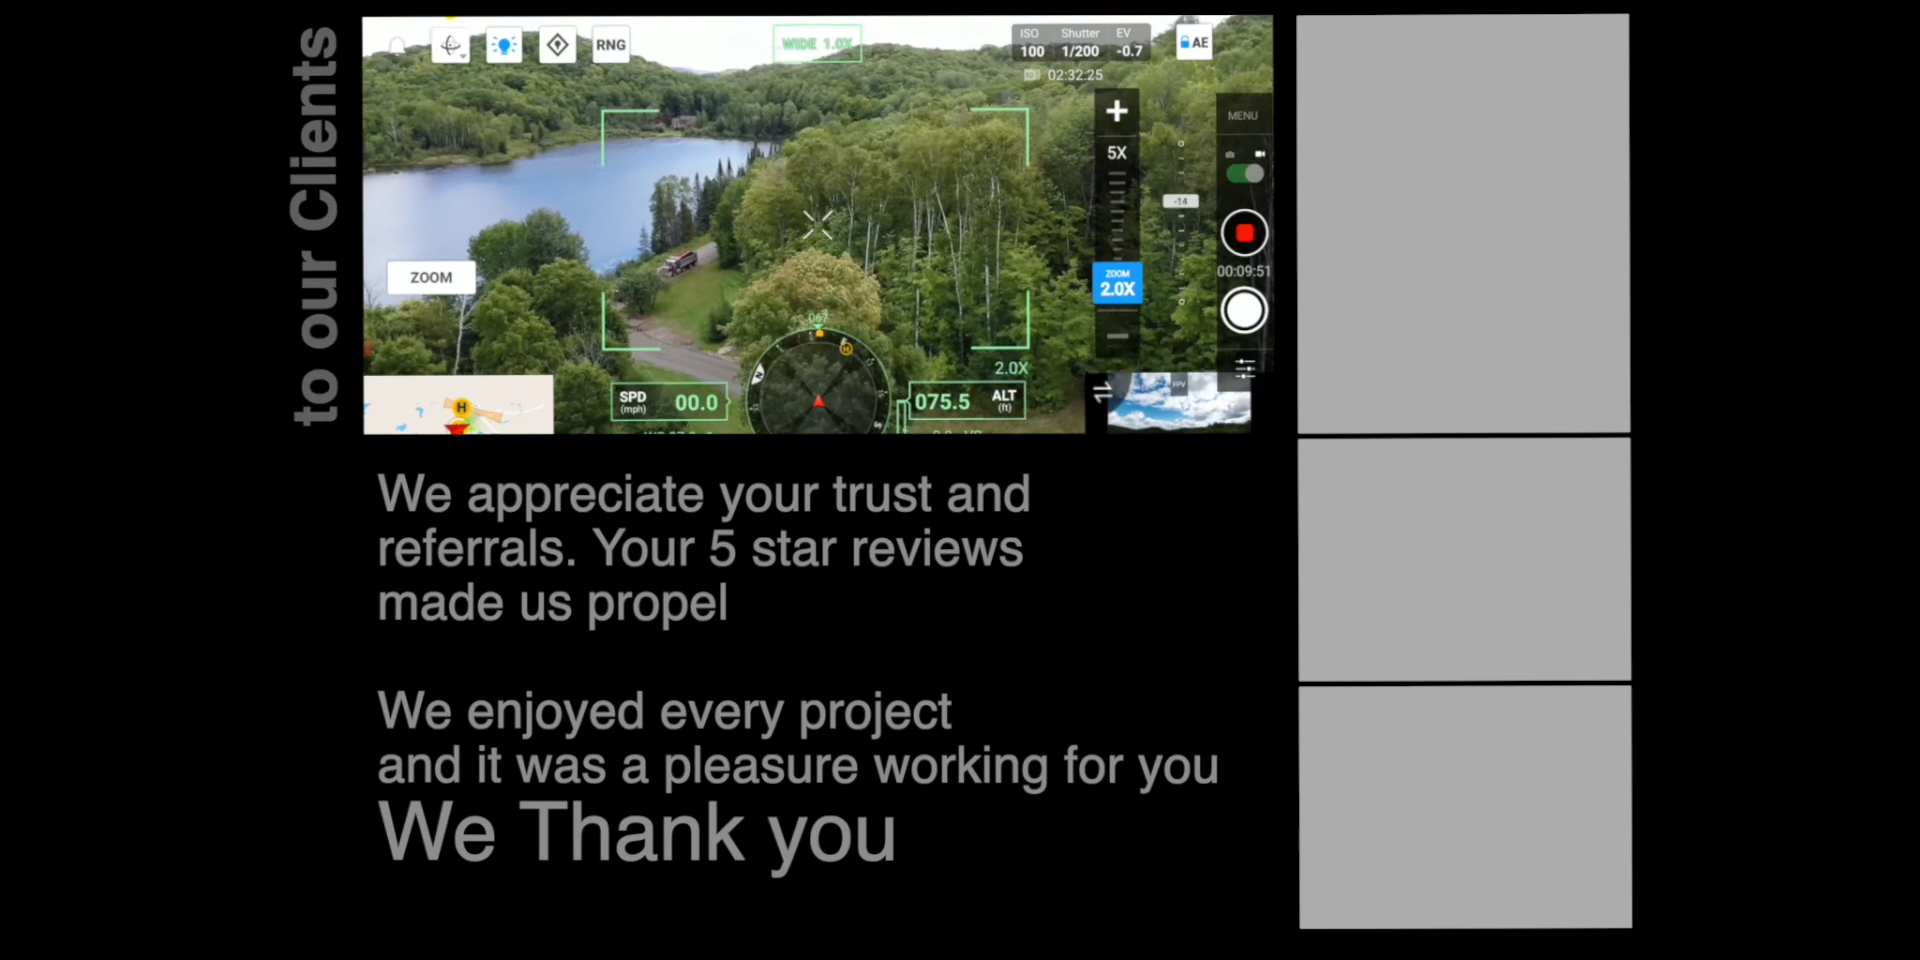 to our Clients
RNG
WIDE 1.0X
ISO Shutter EV
100 1/200 -0.7
AE
02:32:25
MENU
5X
-14
ZOOM
ZOOM
2.0X
00:09:51
067
H
N
2.0X
SPD
(mph)
00.0
075.5
ALT
(ft)
H
FPV
We appreciate your trust and
referrals. Your 5 star reviews
made us propel
We enjoyed every project
and it was a pleasure working for you
We Thank you